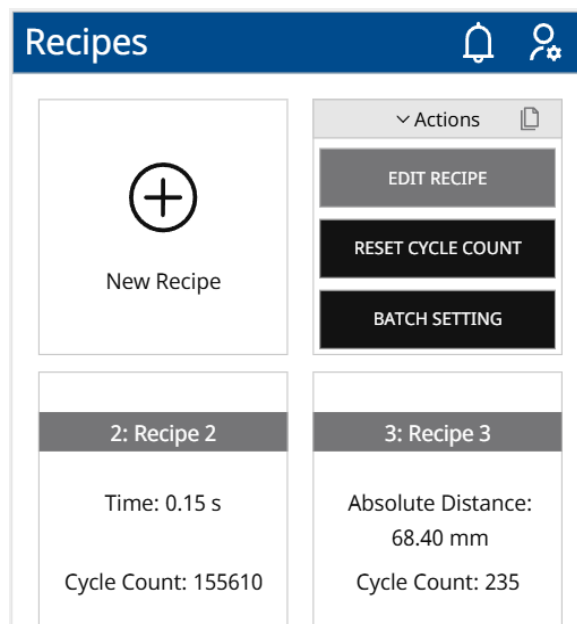 Recipes
New Recipe
Actions
EDIT RECIPE
RESET CYCLE COUNT
BATCH SETTING
2: Recipe 2
Time: 0.15 s
Cycle Count: 155610
3: Recipe 3
Absolute Distance:
68.40 mm
Cycle Count: 235